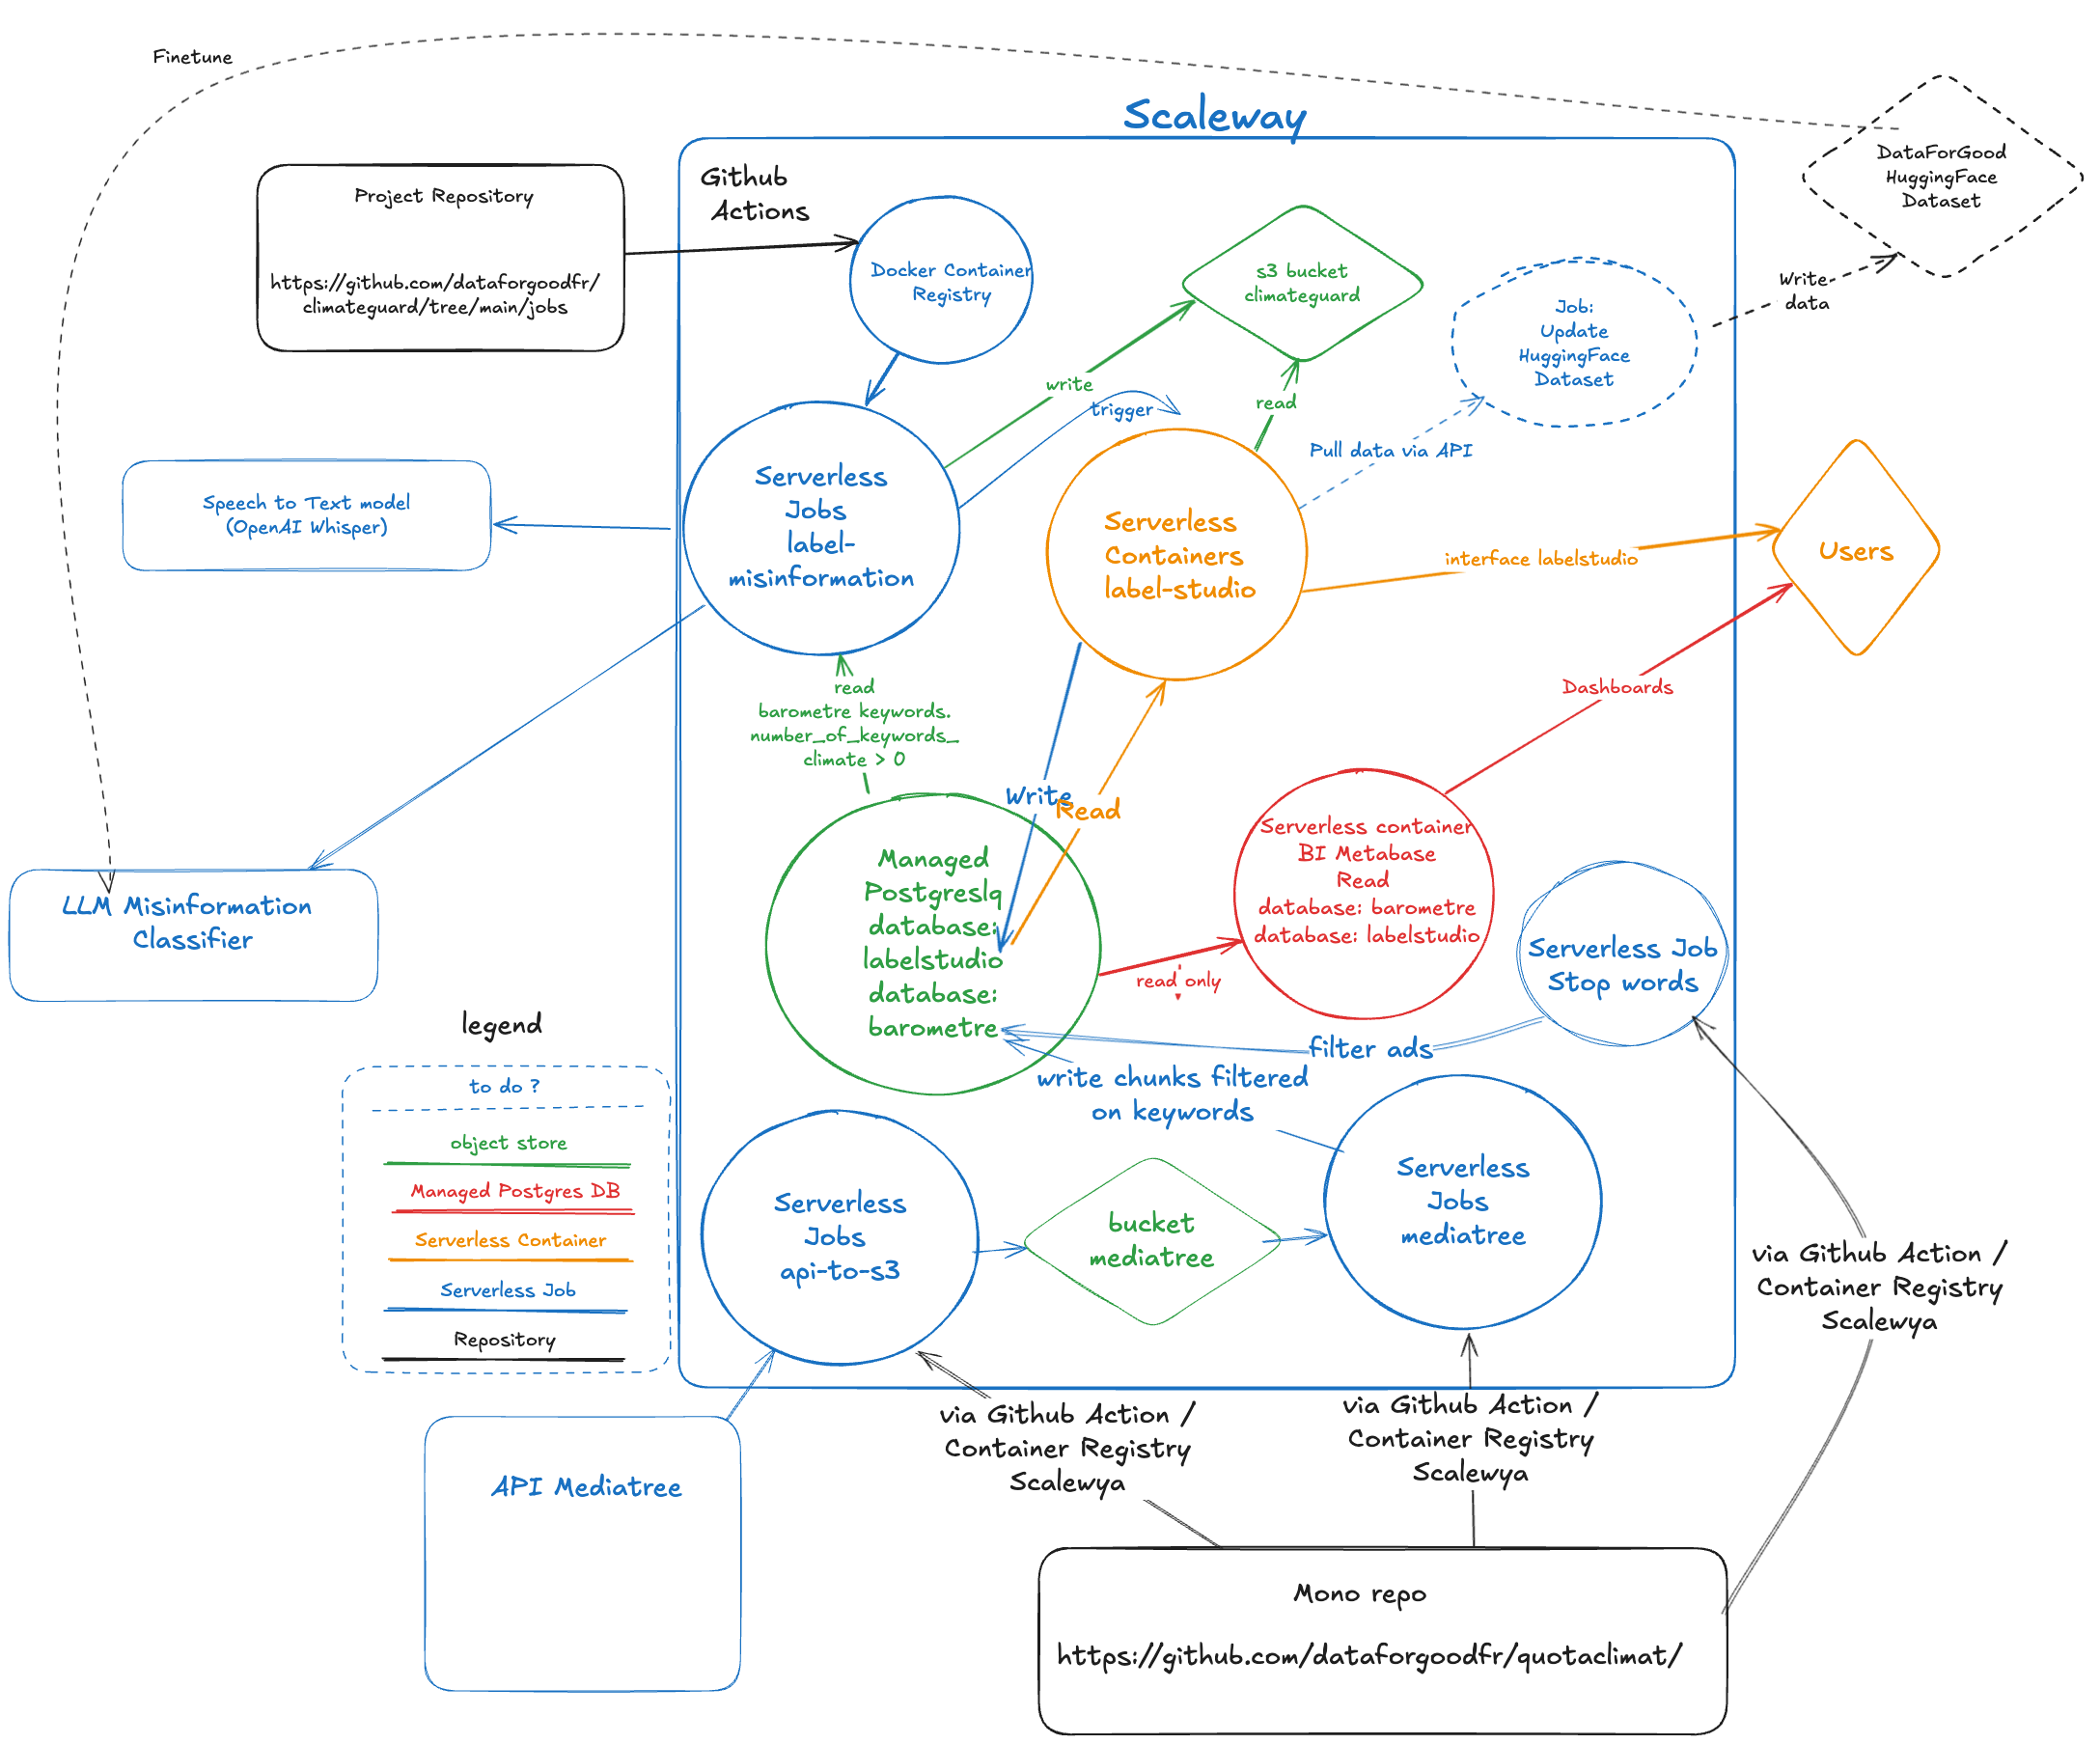 Finetune
Scaleway
DataForGood
HuggingFace
Dataset
Project Repository
https://github.com/dataforgoodfr/
climateguard/tree/main/jobs
Github
Actions
Docker Container
Registry
s3 bucket
climateguard
Job:
Update
HuggingFace
Dataset
Write
data
write
trigger
read
Pull data via API
Speech to Text model
(OpenAI Whisper)
Serverless
Jobs
label-
misinformation
Serverless
Containers
label-studio
interface labelstudio
Users
Dashboards
read
barometre keywords.
number_of_keywords_
climate > 0
Write
Read
LLM Misinformation
Classifier
Managed
Postgreslq
database:
labelstudio
database:
barometre
Serverless container
BI Metabase
Read
database: barometre
database: labelstudio
read only
Serverless Job
Stop words
filter ads
write chunks filtered
on keywords
legend
to do ?
object store
Managed Postgres DB
Serverless Container
Serverless Job
Repository
Serverless
Jobs
api-to-s3
bucket
mediatree
Serverless
Jobs
mediatree
via Github Action /
Container Registry
Scalewya
via Github Action /
Container Registry
Scalewya
via Github Action /
Container Registry
Scalewya
API Mediatree
Mono repo
https://github.com/dataforgoodfr/quotaclimat/